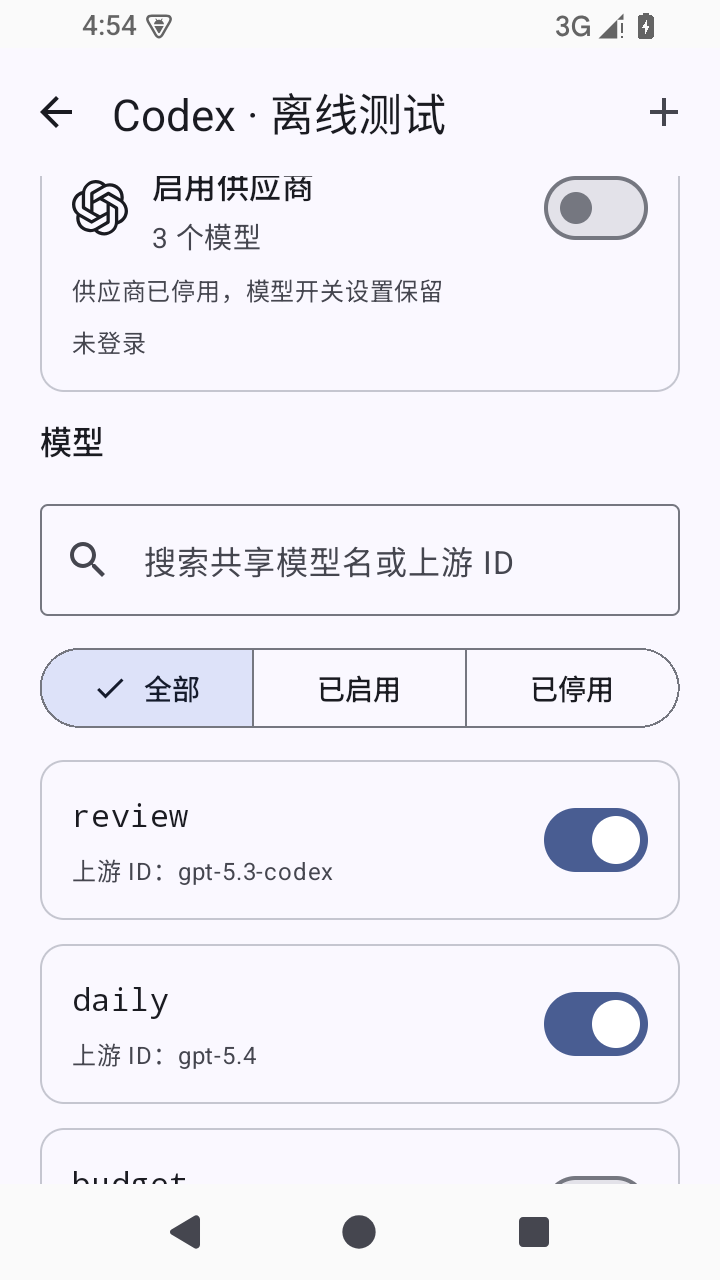 4:54
3G
Codex · 离线测试
启用供应商
3 个模型
供应商已停用，模型开关设置保留
未登录
模型
搜索共享模型名或上游 ID
全部
已启用
已停用
review
上游 ID：gpt-5.3-codex
daily
上游 ID：gpt-5.4
budget